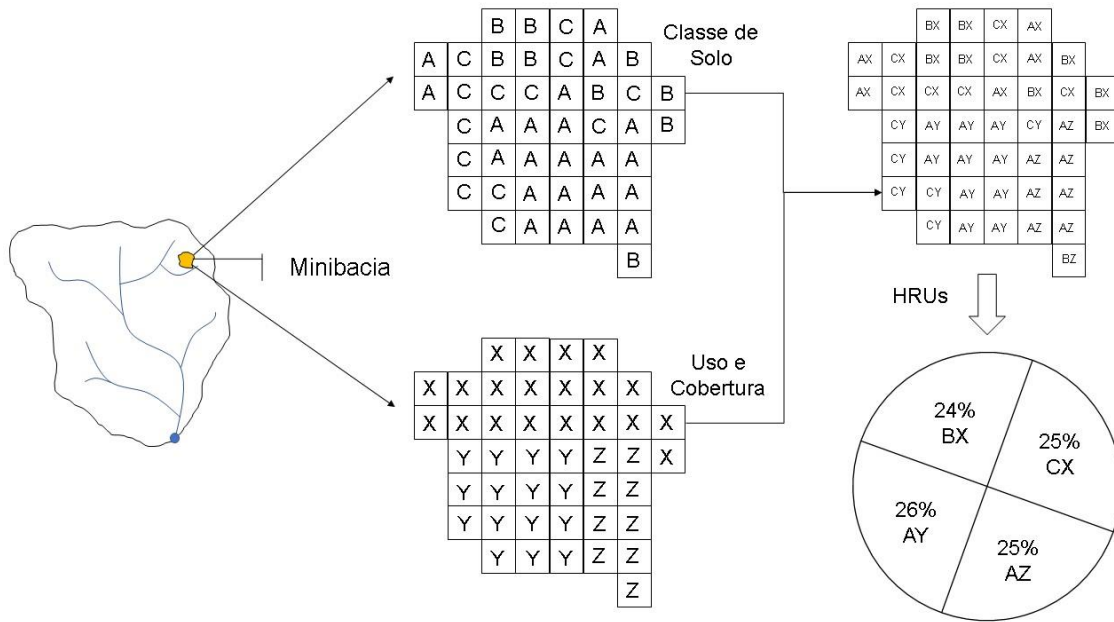 B B C A
A C B B C A B
A C C C A B C B
C A A A C A B
C A A A A A
C C A A A A
C A A A A
B
Classe de
Solo
Minibacia
X X X X
X X X X X X X
X X X X X X X X
Y Y Y Y Z Z X
Y Y Y Y Z Z
Y Y Y Y Z Z
Y Y Y Z Z
Z
Uso e
Cobertura
BX BX CX AX
AX CX BX BX CX AX BX
AX CX CX CX AX BX CX BX
CY AY AY AY CY AZ BX
CY AY AY AY AZ AZ
CY CY AY AY AZ AZ
CY AY AY AZ AZ
BZ
HRUs
24%
BX
25%
CX
26%
AY
25%
AZ